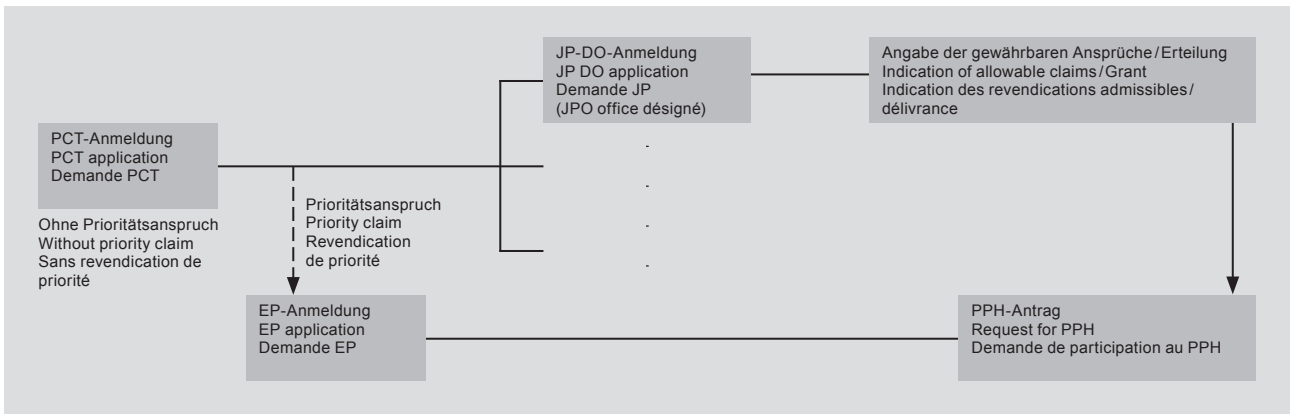 JP-DO-Anmeldung
JP DO application
Demande JP
(JPO office désigné)
Angabe der gewährbaren Ansprüche/Erteilung
Indication of allowable claims/Grant
Indication des revendications admissibles/
délivrance
PCT-Anmeldung
PCT application
Demande PCT
Ohne Prioritätsanspruch
Without priority claim
Sans revendication de
priorité
Prioritätsanspruch
Priority claim
Revendication
de priorité
EP-Anmeldung
EP application
Demande EP
PPH-Antrag
Request for PPH
Demande de participation au PPH